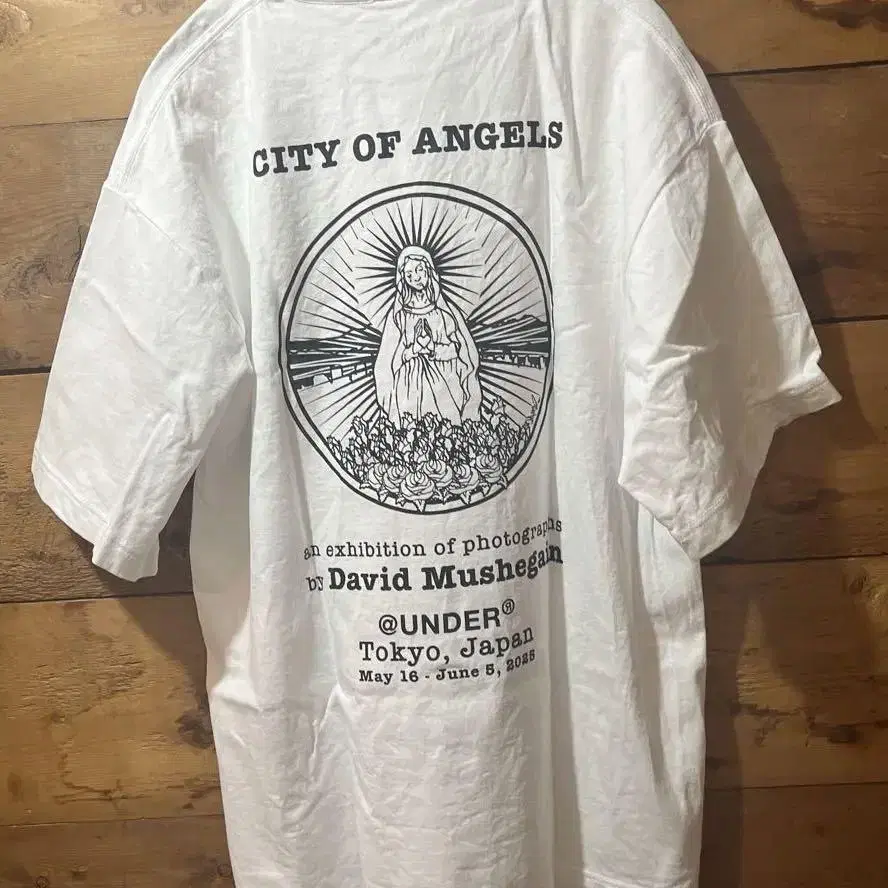 CITY OF ANGELS
an exhibition of photographs
by David Mushegain
@UNDER®
Tokyo, Japan
May 16 - June 5, 2025